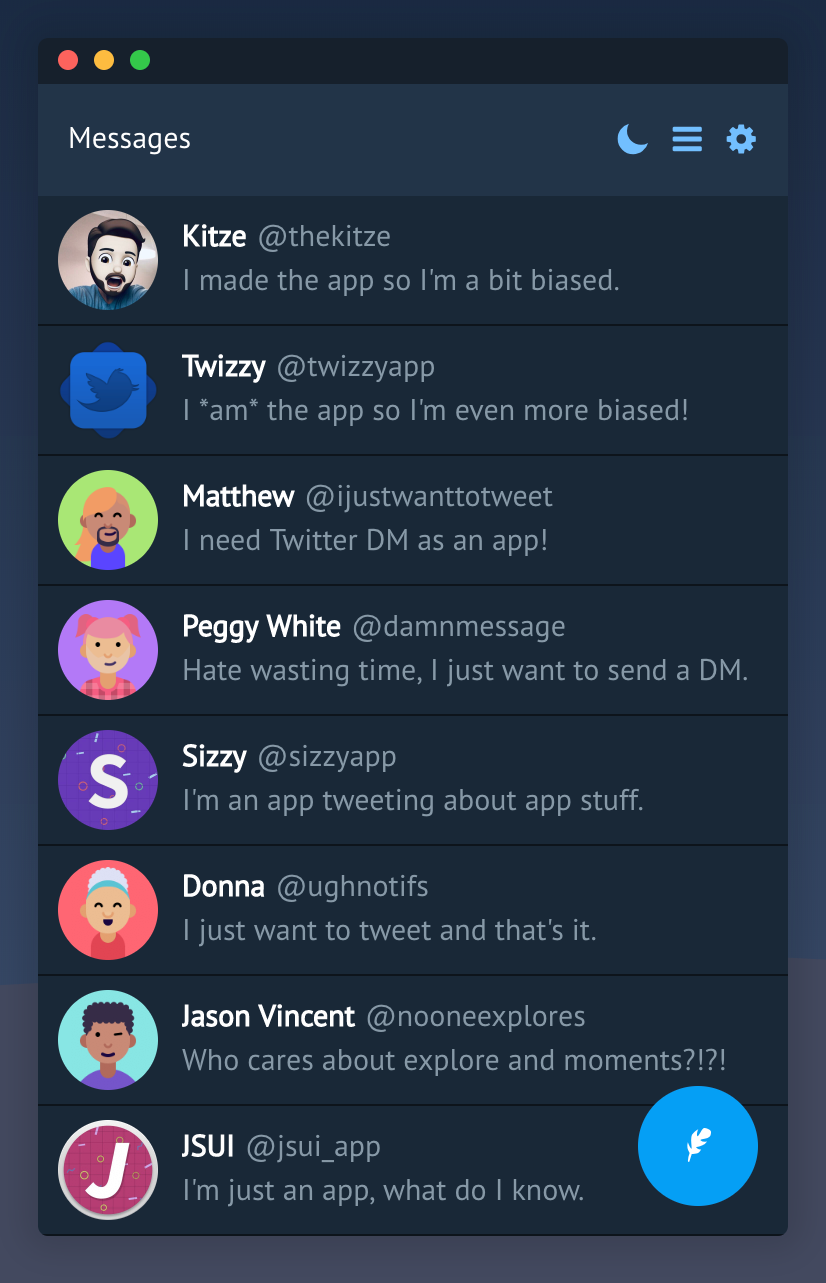 Messages
Kitze @thekitze
I made the app so I'm a bit biased.
Twizzy @twizzyapp
I *am* the app so I'm even more biased!
Matthew @ijustwanttotweet
I need Twitter DM as an app!
Peggy White @damnmessage
Hate wasting time, I just want to send a DM.
S
Sizzy @sizzyapp
I'm an app tweeting about app stuff.
Donna @ughnotifs
I just want to tweet and that's it.
Jason Vincent @nooneexplores
Who cares about explore and moments?!?!
J
JSUI @jsui_app
I'm just an app, what do I know.